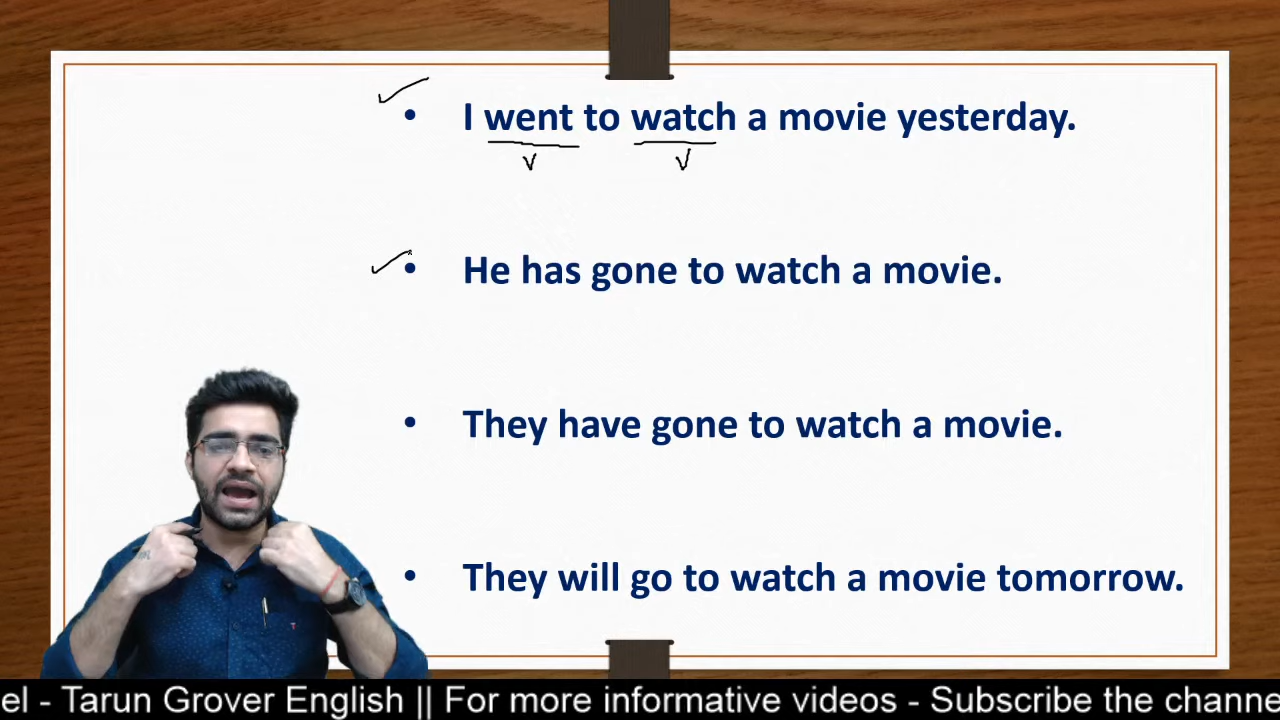 • I went to watch a movie yesterday.
V V
• He has gone to watch a movie.
• They have gone to watch a movie.
• They will go to watch a movie tomorrow.
el - Tarun Grover English || For more informative videos - Subscribe the channe